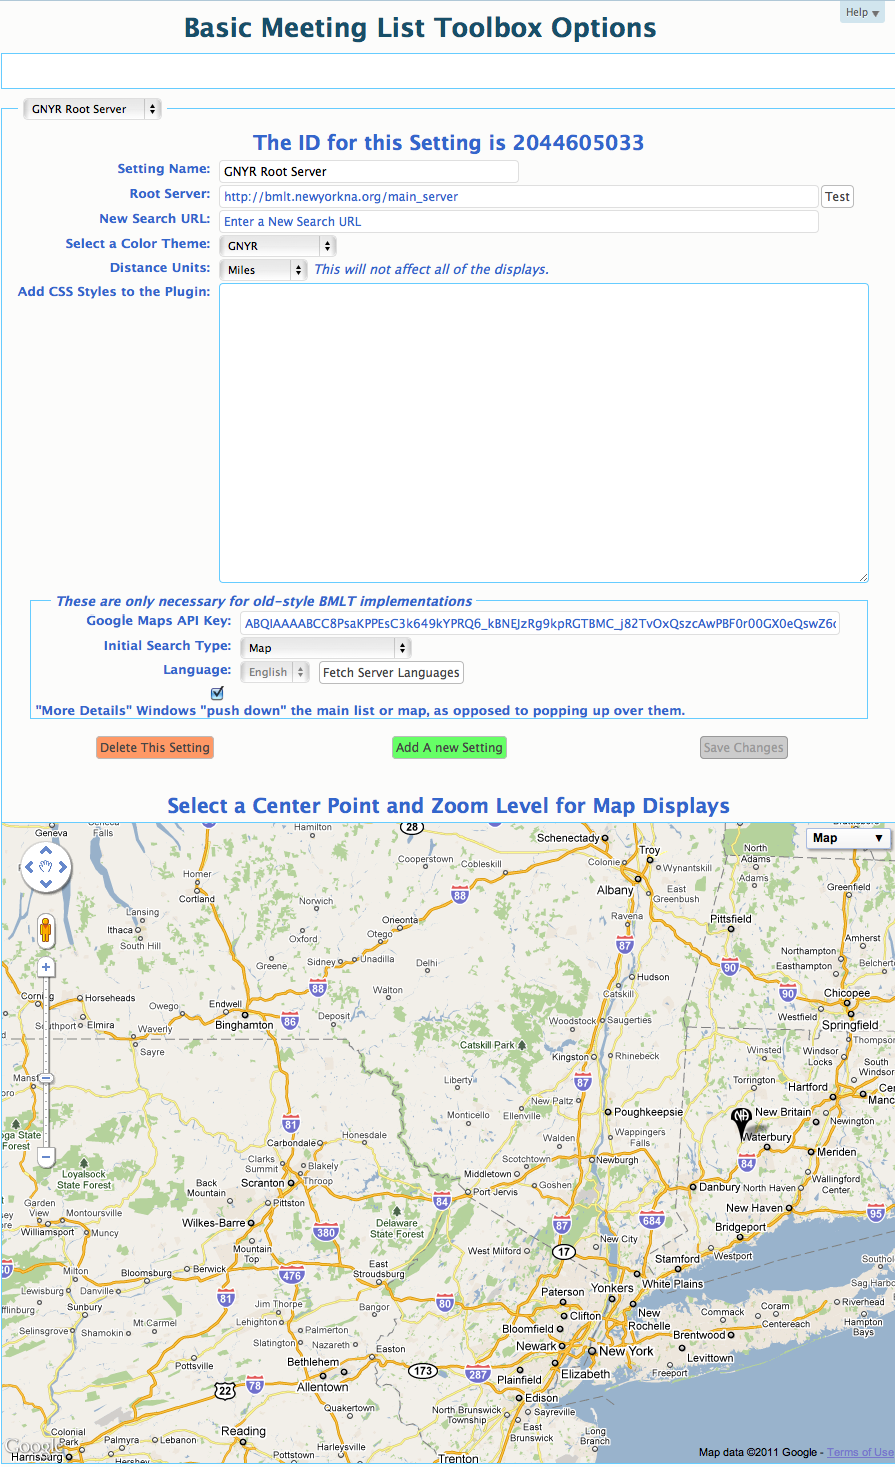 Help ▼
Basic Meeting List Toolbox Options
GNYR Root Server
The ID for this Setting is 2044605033
Setting Name: GNYR Root Server
Root Server: http://bmlt.newyorkna.org/main_server Test
New Search URL: Enter a New Search URL
Select a Color Theme: GNYR
Distance Units: Miles This will not affect all of the displays.
Add CSS Styles to the Plugin:
These are only necessary for old-style BMLT implementations
Google Maps API Key:
Initial Search Type: Map
Language: English Fetch Server Languages
"More Details" Windows "push down" the main list or map, as opposed to popping up over them.
Delete This Setting Add A new Setting Save Changes
Select a Center Point and Zoom Level for Map Displays
Geneva Falls Hamilton 28 Schenectady North Adams Map ▼
Troy Colonie Wynantskill Adams
Cooperstown Cobleskill
Homer Cortland Albany East Greenbush Greenfield
88 Norwich Lansing Oneonta Ravena Pittsfield
Ithaca South Hill Oxford Otego 87 Amherst
Northampton Easthampton
Greene Sidney Unadilla Delhi 90
Hudson Catskill
Horseheads Owego Endwell 88 Walton 90 Chicopee
Elmira Waverly Binghamton 86 Deposit Woodstock Saugerties Westfield Springfield
Sayre Catskill Park Kingston Rhinebeck Winsted Windsor Locks
Liberty 87 Torrington Hartford
81 Monticello Ellenville New Paltz Poughkeepsie NA New Britain
Carbondale Honesdale Walden Wappingers Falls Waterbury Newington
Loyalsock State Forest Clarks Summit Blakely Throop Scotchtown Newburgh 84 Meriden
Back Mountain Scranton Middletown
Pittston 84 Port Jervis Goshen Danbury North Haven Wallingford Center
Garden View Montoursville Williamsport Muncy Wilkes-Barre 380 Delaware State Forest 87 684 New Haven 95
Bridgeport
Mountain Top West Milford 17 New City Stamford Westport
Milton Bloomsburg Berwick 476 East Stroudsburg White Plains
Lewisburg Danville 81 Paterson Yonkers
Sunbury Jim Thorpe Bangor 80 Clifton New Rochelle Commack Coram Riverhead
Selinsgrove Shamokin Mt Carmel Lehighton Palmerton Bloomfield Centereach Hampton Bays
Slatington Nazareth Newark New York Brentwood
Pottsville Bethlehem Easton 173 Levittown
22 78 Allentown 287 Plainfield Elizabeth Freeport
Quakertown Edison
North Brunswick Township Sayreville
Reading East Brunswick
Colonial Park Palmyra Lebanon Harleysville Long Branch
Google Harrisburg Hershey Pottstown Trenton Map data ©2011 Google - Terms of Use